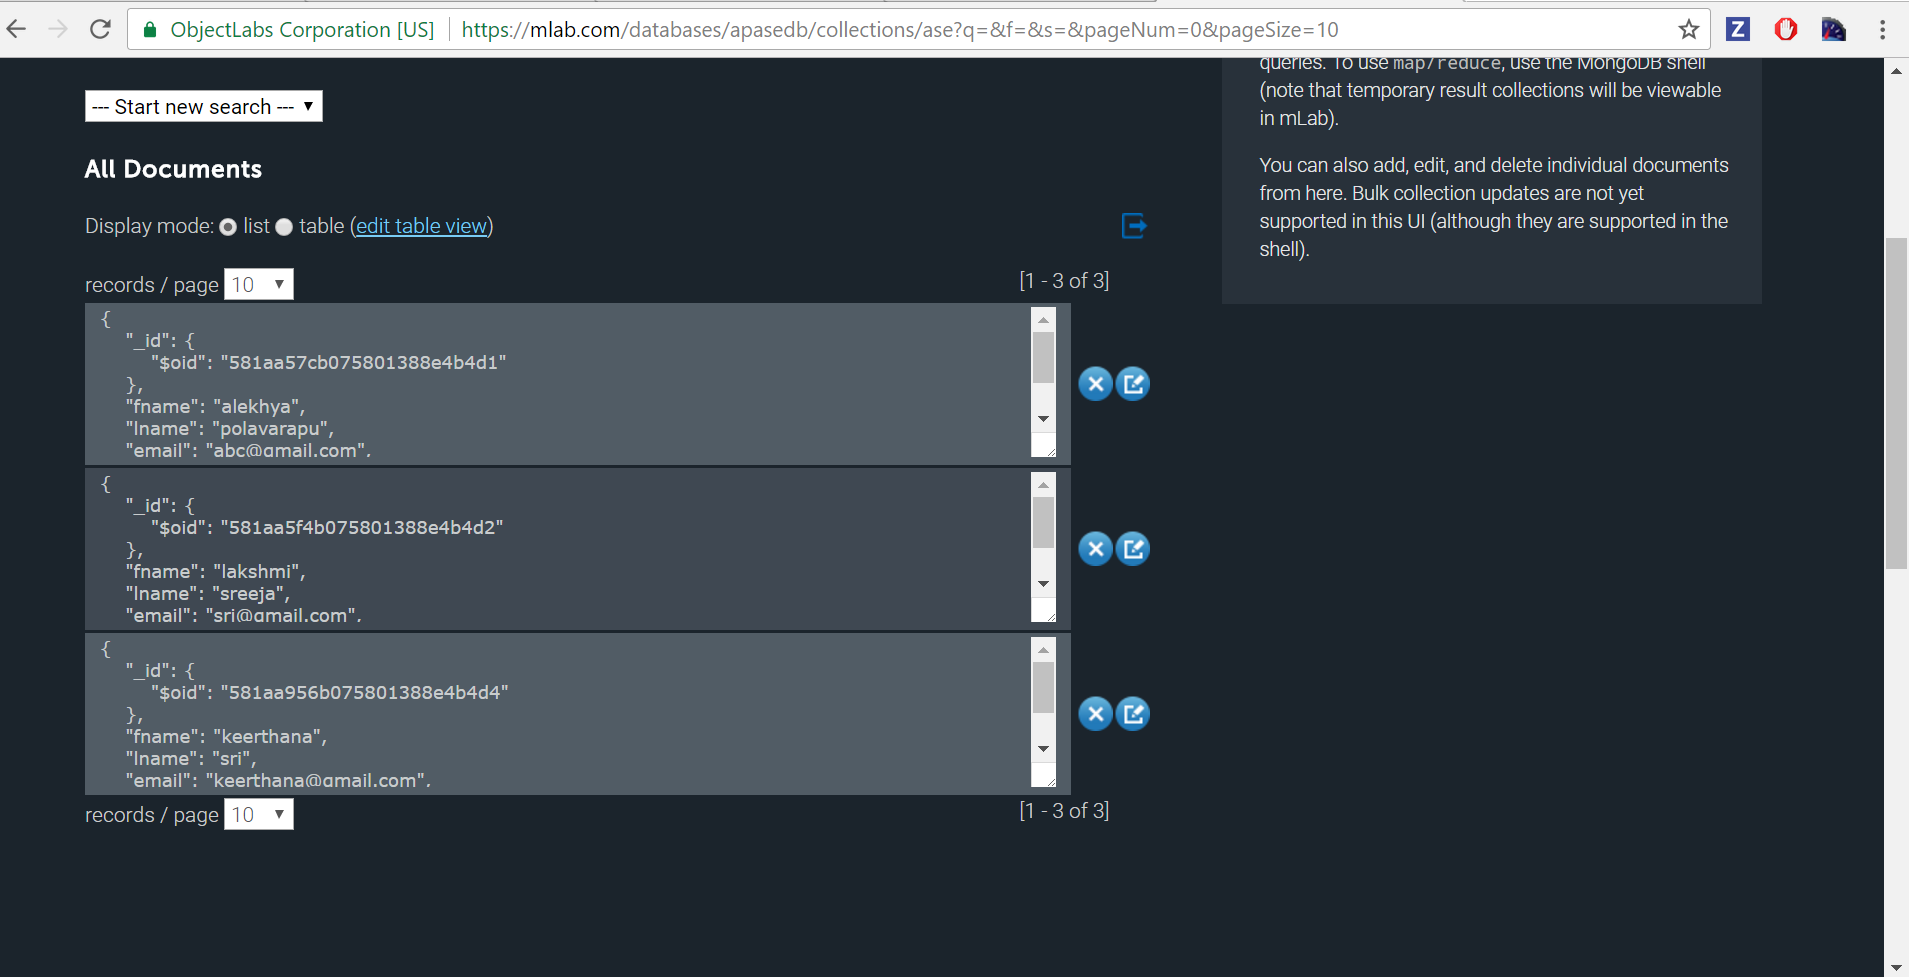 ObjectLabs Corporation [US] https://mlab.com/databases/apasedb/collections/ase?q=&f=&s=&pageNum=0&pageSize=10
Z
--- Start new search ---
All Documents
Display mode: list table (edit table view)
records / page 10
[1 - 3 of 3]
{
"_id": {
"$oid": "581aa57cb075801388e4b4d1"
},
"fname": "alekhya",
"lname": "polavarapu",
"email": "abc@gmail.com",
{
"_id": {
"$oid": "581aa5f4b075801388e4b4d2"
},
"fname": "lakshmi",
"lname": "sreeja",
"email": "sri@gmail.com",
{
"_id": {
"$oid": "581aa956b075801388e4b4d4"
},
"fname": "keerthana",
"lname": "sri",
"email": "keerthana@gmail.com",
records / page 10
[1 - 3 of 3]
queries. To use map/reduce, use the MongoDB shell
(note that temporary result collections will be viewable
in mLab).
You can also add, edit, and delete individual documents
from here. Bulk collection updates are not yet
supported in this UI (although they are supported in the
shell).